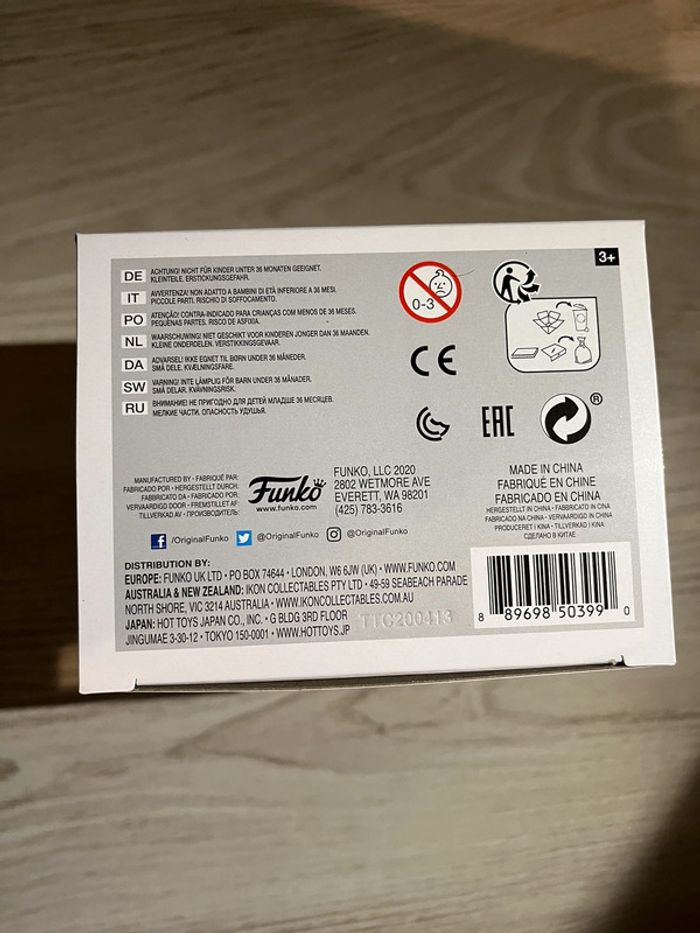 3+
DE ACHTUNG! NICHT FÜR KINDER UNTER 36 MONATEN GEEIGNET.
KLEINTEILE. ERSTICKUNGSGEFAHR.
IT AVVERTENZA! NON ADATTO A BAMBINI DI ETÀ INFERIORE A 36 MESI.
PICCOLE PARTI. RISCHIO DI SOFFOCAMENTO.
PO ATENÇÃO! CONTRA-INDICADO PARA CRIANÇAS COM MENOS DE 36 MESES.
PEQUENAS PARTES. RISCO DE ASFIXIA.
NL WAARSCHUWING! NIET GESCHIKT VOOR KINDEREN JONGER DAN 36 MAANDEN.
KLEINE ONDERDELEN. VERSTIKKINGSGEVAAR.
DA ADVARSEL! IKKE EGNET TIL BØRN UNDER 36 MÅNEDER.
SMÅ DELE. KVÆLNINGSFARE.
SW VARNING! INTE LÄMPLIG FÖR BARN UNDER 36 MÅNADER.
SMÅ DELAR. KVÄVNINGSRISK.
RU ВНИМАНИЕ! НЕ ПРИГОДНО ДЛЯ ДЕТЕЙ МЛАДШЕ 36 МЕСЯЦЕВ.
МЕЛКИЕ ЧАСТИ. ОПАСНОСТЬ УДУШЬЯ.
0-3
CE
EAC
®
MANUFACTURED BY • FABRIQUÉ PAR:
FABRICADO POR • HERGESTELLT DURCH:
FABBRICATO DA • FABRICADO POR:
VERVAARDIGD DOOR • FREMSTILLET AF:
TILLVERKAD AV • ПРОИЗВОДИТЕЛЬ:
Funko
www.funko.com
FUNKO, LLC 2020
2802 WETMORE AVE
EVERETT, WA 98201
(425) 783-3616
MADE IN CHINA
FABRIQUÉ EN CHINE
FABRICADO EN CHINA
HERGESTELLT IN CHINA • FABBRICATO IN CINA
FABRICADO NA CHINA • VERVAARDIGD IN CHINA
PRODUCERET I KINA • TILLVERKAD I KINA
СДЕЛАНО В КИТАЕ
/OriginalFunko @OriginalFunko @OriginalFunko
DISTRIBUTION BY:
EUROPE: FUNKO UK LTD • PO BOX 74644 • LONDON, W6 6JW (UK) • WWW.FUNKO.COM
AUSTRALIA & NEW ZEALAND: IKON COLLECTABLES PTY LTD • 49-59 SEABEACH PARADE
NORTH SHORE, VIC 3214 AUSTRALIA • WWW.IKONCOLLECTABLES.COM.AU
JAPAN: HOT TOYS JAPAN CO., INC. • G BLDG 3RD FLOOR
JINGUMAE 3-30-12 • TOKYO 150-0001 • WWW.HOTTOYS.JP
TTC200413
8 89698 50399 0